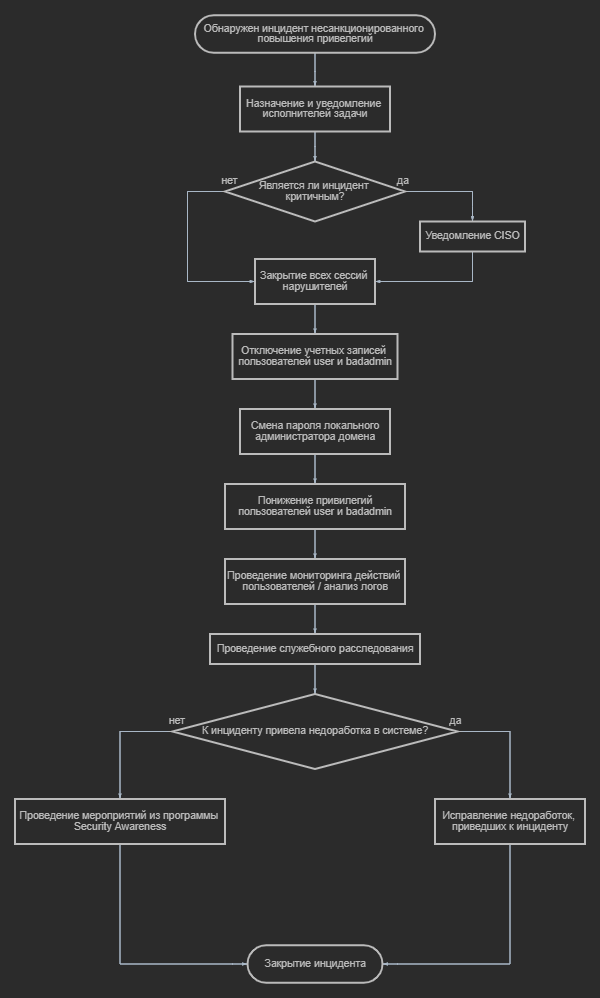 Обнаружен инцидент несанкционированного
повышения привелегий
Назначение и уведомление
исполнителей задачи
нет
да
Является ли инцидент
критичным?
Уведомление CISO
Закрытие всех сессий
нарушителей
Отключение учетных записей
пользователей user и badadmin
Смена пароля локального
администратора домена
Понижение привилегий
пользователей user и badadmin
Проведение мониторинга действий
пользователей / анализ логов
Проведение служебного расследования
нет
да
К инциденту привела недоработка в системе?
Проведение мероприятий из программы
Security Awareness
Исправление недоработок,
приведших к инциденту
Закрытие инцидента